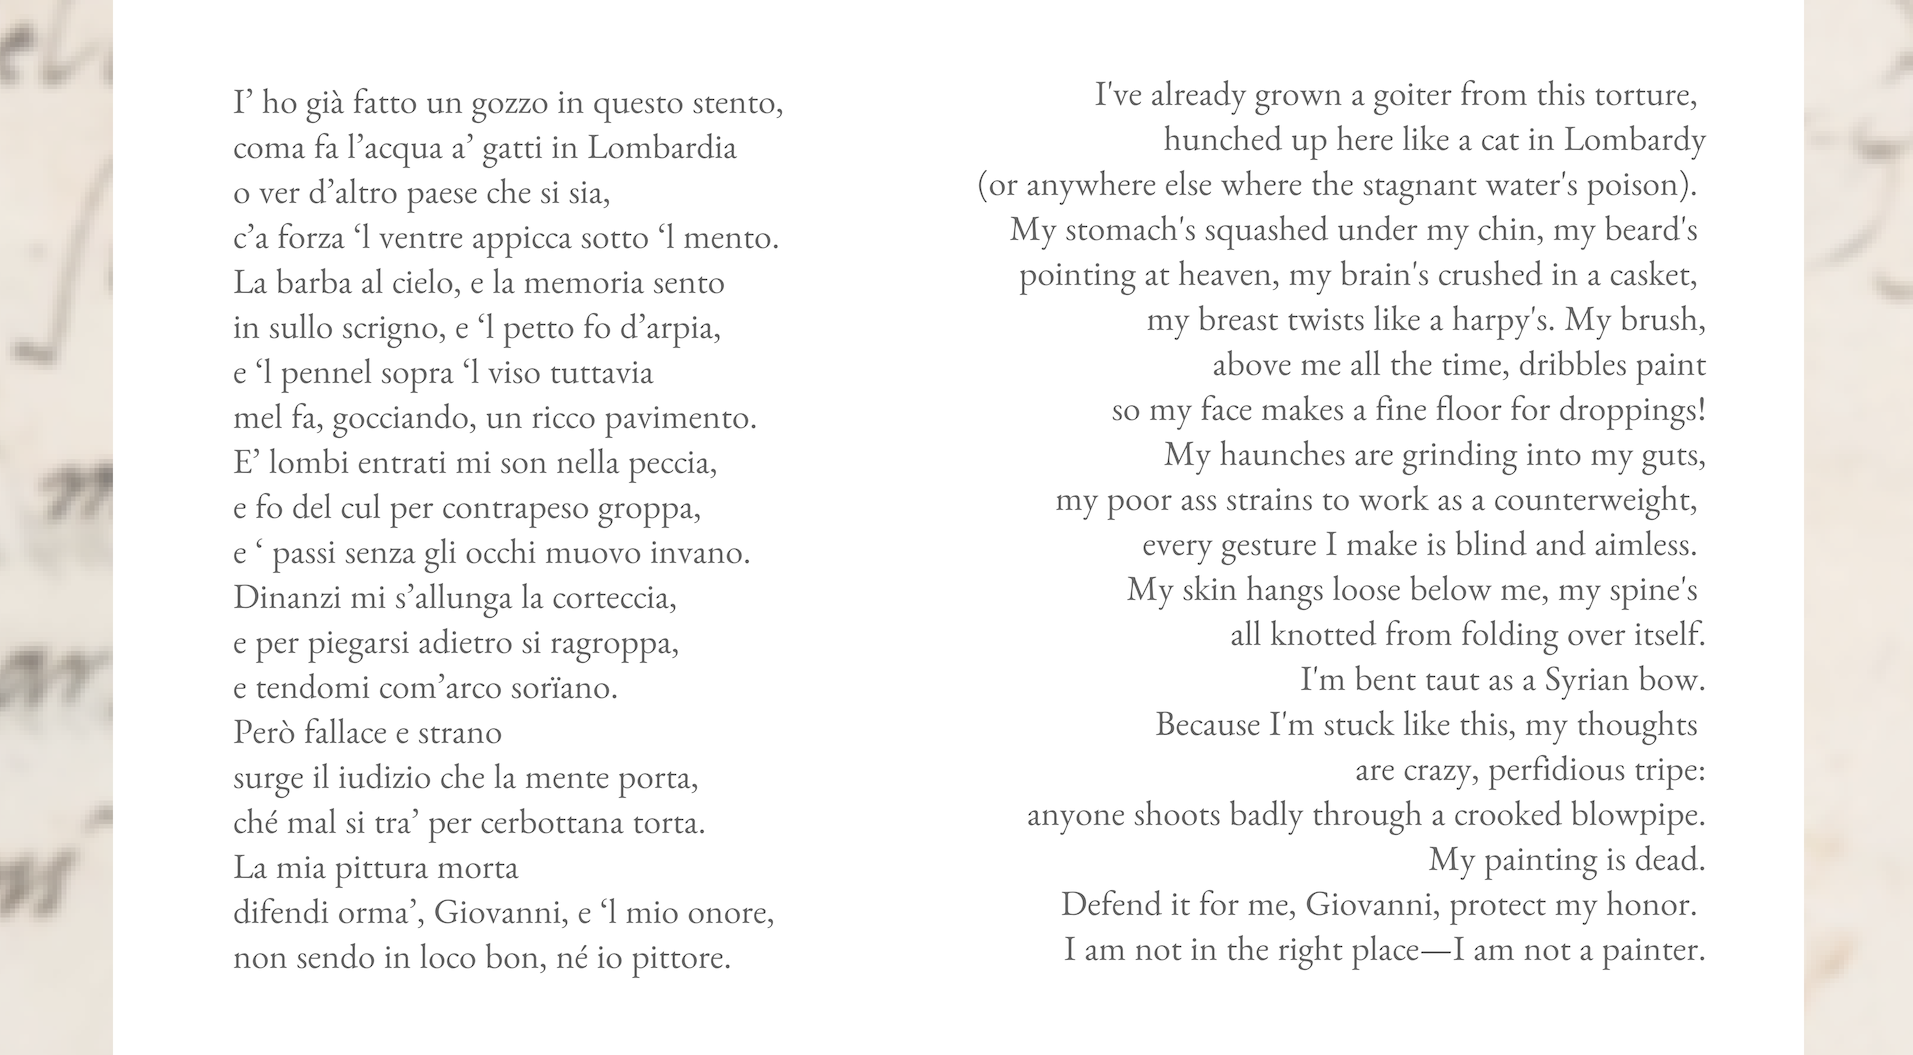 I’ ho già fatto un gozzo in questo stento,
coma fa l’acqua a’ gatti in Lombardia
o ver d’altro paese che si sia,
c’a forza ‘l ventre appicca sotto ‘l mento.
La barba al cielo, e la memoria sento
in sullo scrigno, e ‘l petto fo d’arpia,
e ‘l pennel sopra ‘l viso tuttavia
mel fa, gocciando, un ricco pavimento.
E’ lombi entrati mi son nella peccia,
e fo del cul per contrapeso groppa,
e ‘ passi senza gli occhi muovo invano.
Dinanzi mi s’allunga la corteccia,
e per piegarsi adietro si ragroppa,
e tendomi com’arco sorïano.
Però fallace e strano
surge il iudizio che la mente porta,
ché mal si tra’ per cerbottana torta.
La mia pittura morta
difendi orma’, Giovanni, e ‘l mio onore,
non sendo in loco bon, né io pittore.
I've already grown a goiter from this torture,
hunched up here like a cat in Lombardy
(or anywhere else where the stagnant water's poison).
My stomach's squashed under my chin, my beard's
pointing at heaven, my brain's crushed in a casket,
my breast twists like a harpy's. My brush,
above me all the time, dribbles paint
so my face makes a fine floor for droppings!
My haunches are grinding into my guts,
my poor ass strains to work as a counterweight,
every gesture I make is blind and aimless.
My skin hangs loose below me, my spine's
all knotted from folding over itself.
I'm bent taut as a Syrian bow.
Because I'm stuck like this, my thoughts
are crazy, perfidious tripe:
anyone shoots badly through a crooked blowpipe.
My painting is dead.
Defend it for me, Giovanni, protect my honor.
I am not in the right place—I am not a painter.